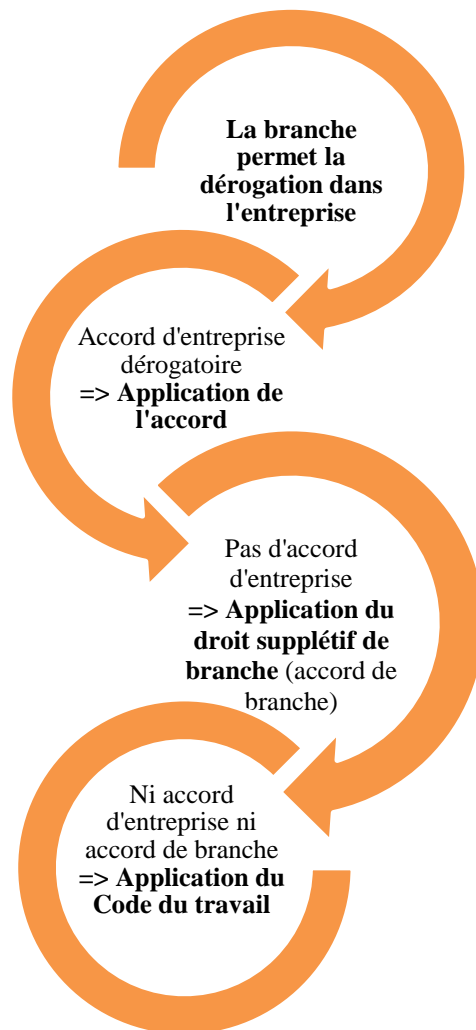 La branche
permet la
dérogation dans
l'entreprise
Accord d'entreprise
dérogatoire
=> Application de
l'accord
Pas d'accord
d'entreprise
=> Application du
droit supplétif de
branche (accord de
branche)
Ni accord
d'entreprise ni
accord de branche
=> Application du
Code du travail